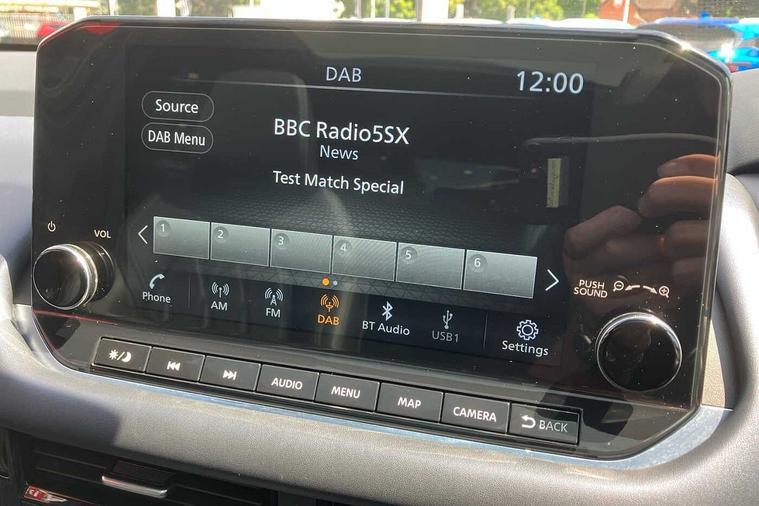 DAB
12:00
Source
DAB Menu
BBC Radio5SX
News
Test Match Special
1 2 3 4 5 6
VOL
PUSH
SOUND
Phone
AM
FM
DAB
BT Audio
USB1
Settings
AUDIO
MENU
MAP
CAMERA
BACK